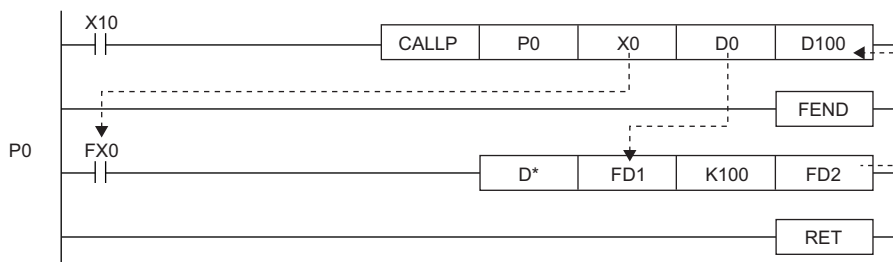 X10
CALLP P0 X0 D0 D100
FEND
P0 FX0
D* FD1 K100 FD2
RET